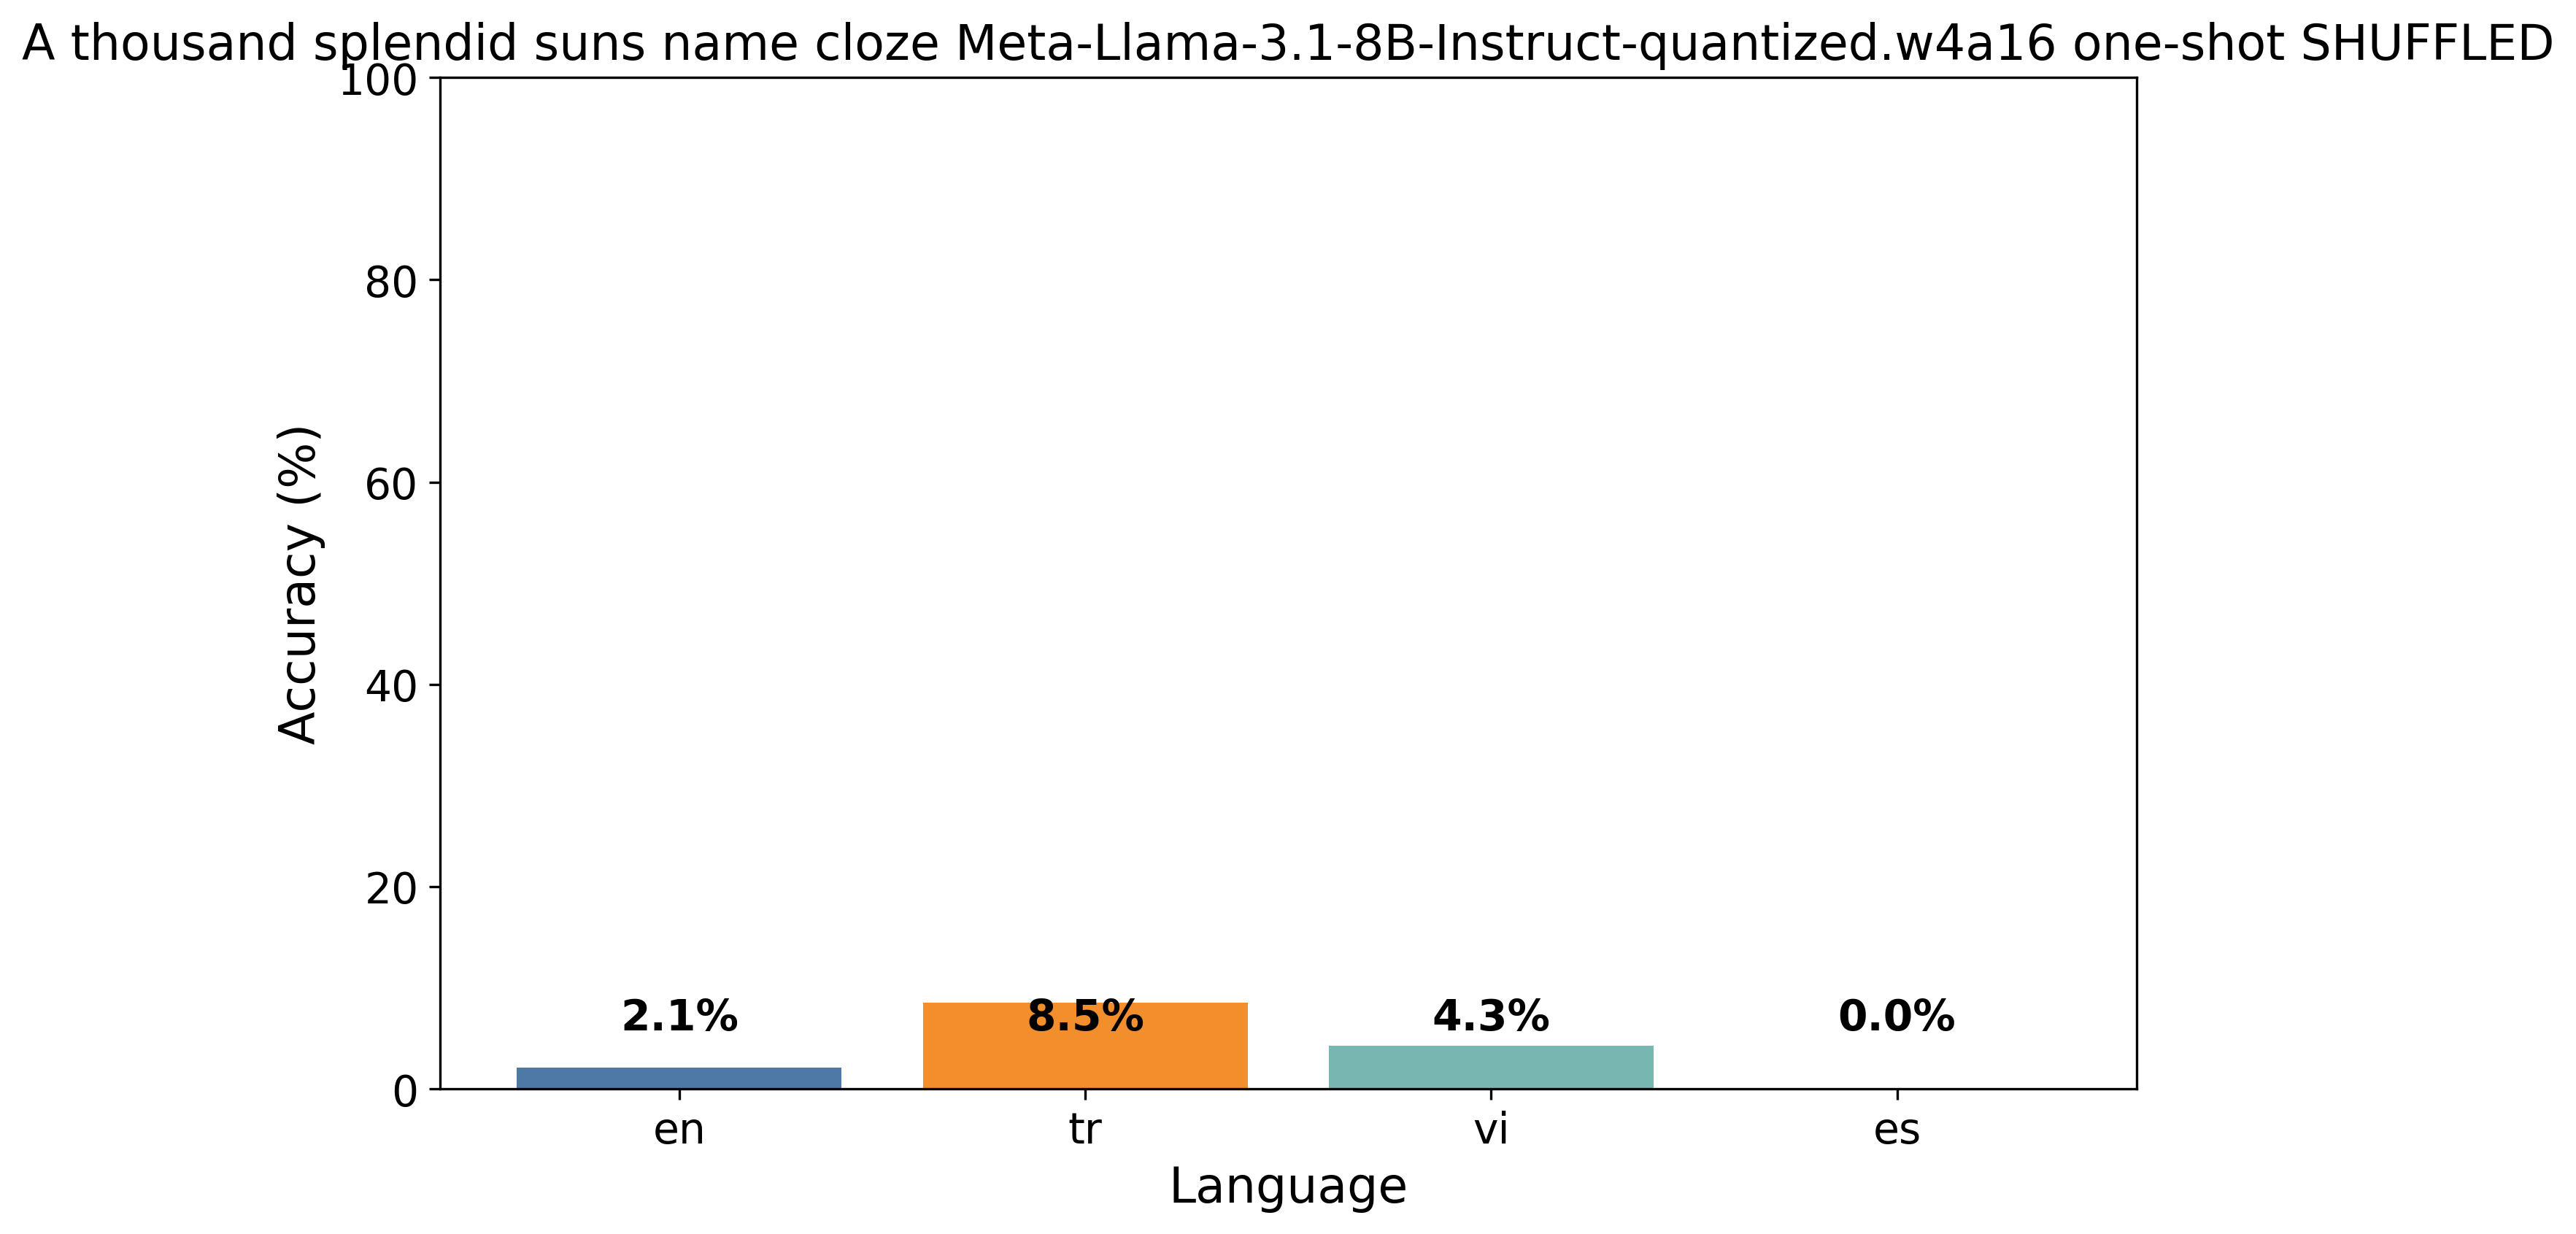 A thousand splendid suns name cloze Meta-Llama-3.1-8B-Instruct-quantized.w4a16 one-shot SHUFFLED
100
80
60
40
20
0
Accuracy (%)
2.1%
8.5%
4.3%
0.0%
en
tr
vi
es
Language